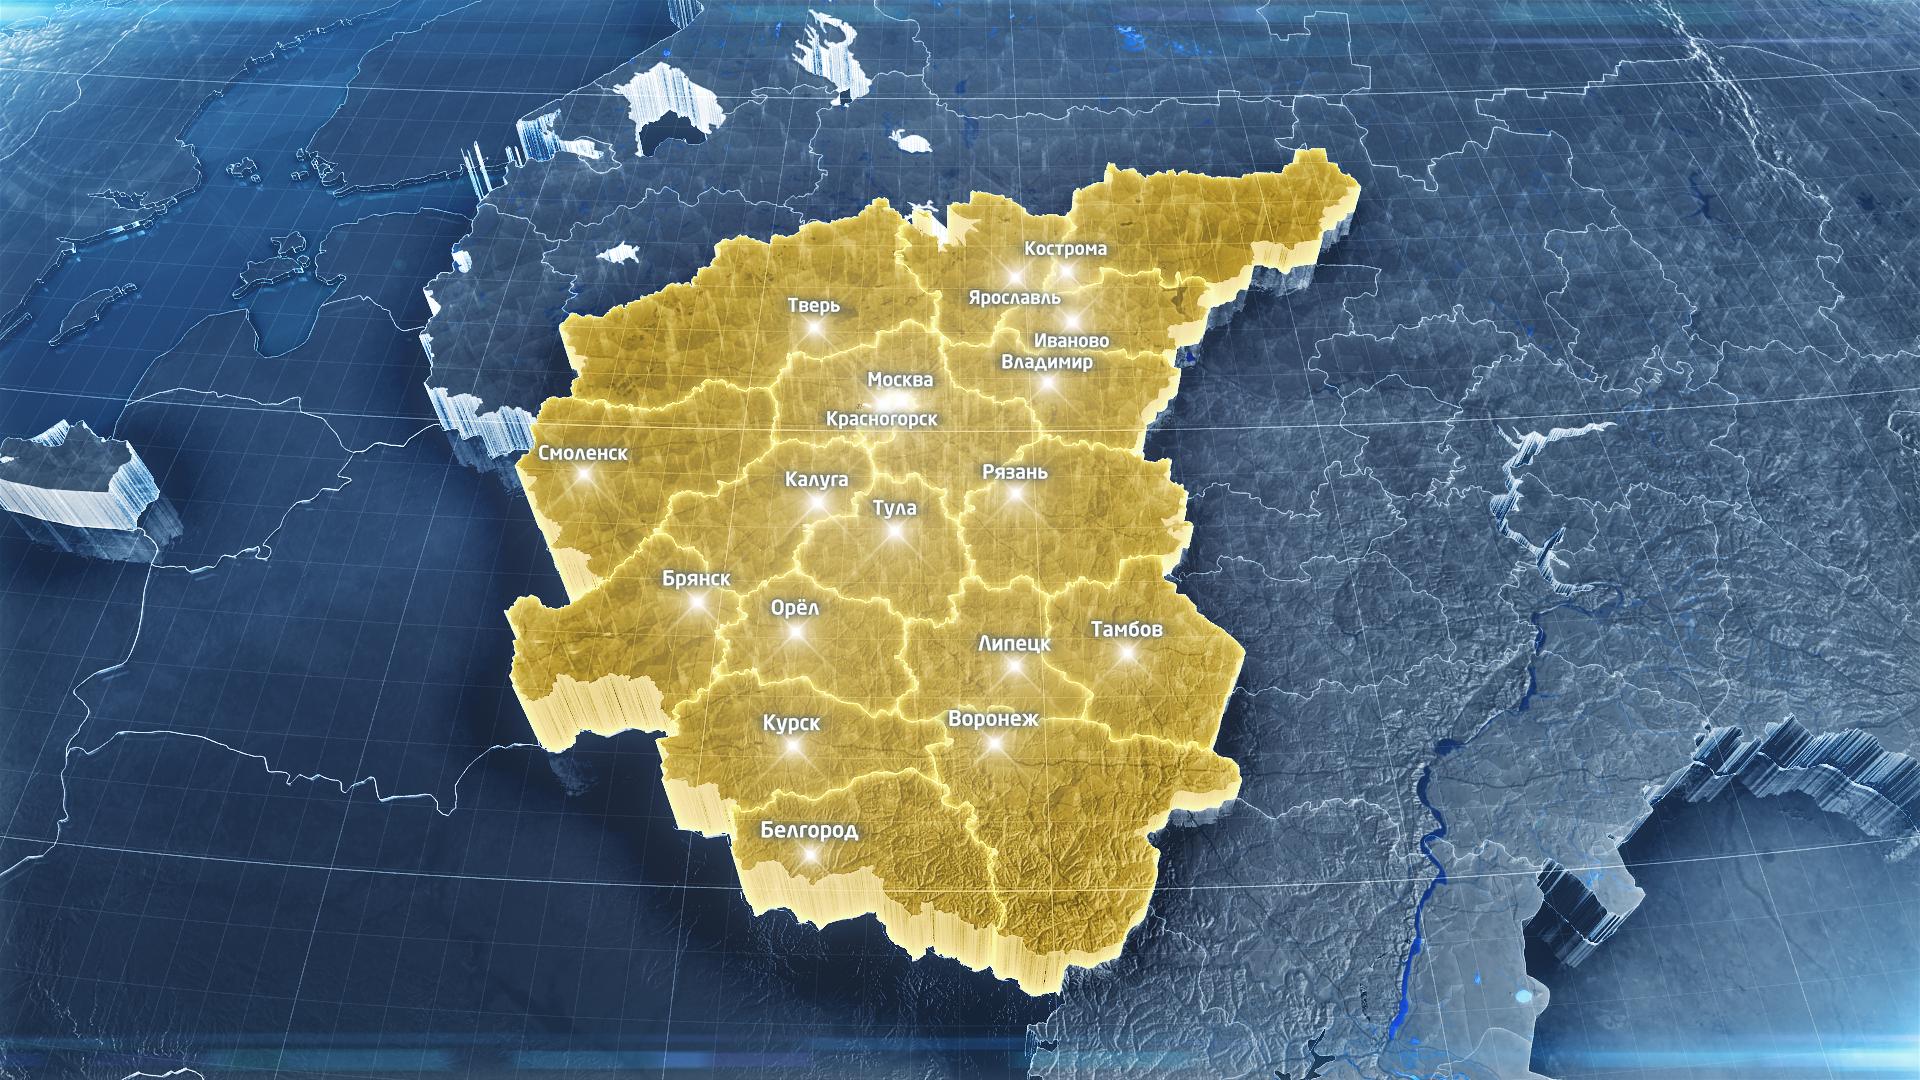 Кострома
Ярославль
Тверь
Иваново
Владимир
Москва
Красногорск
Смоленск
Рязань
Калуга
Тула
Брянск
Орёл
Тамбов
Липецк
Воронеж
Курск
Белгород